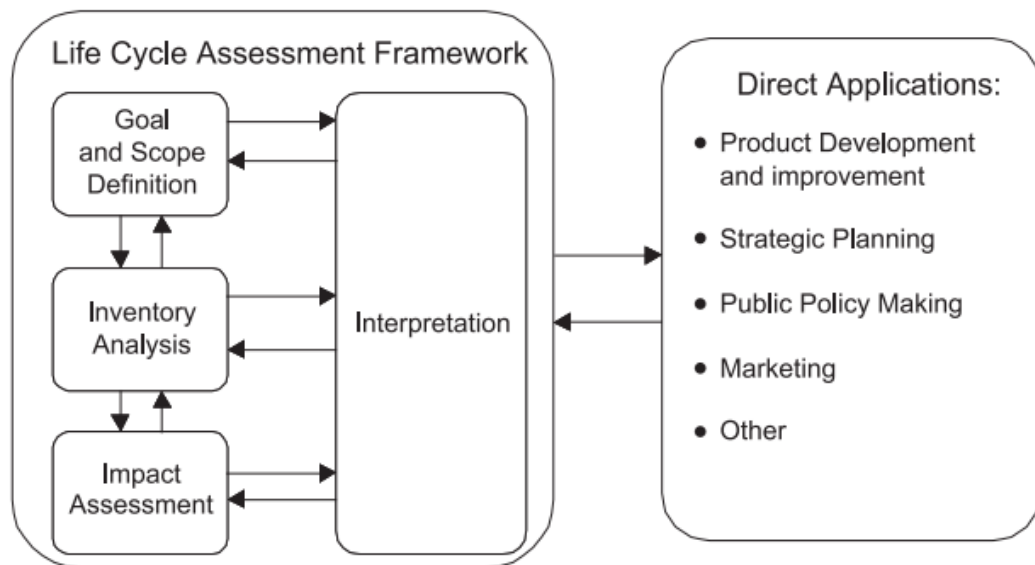 Life Cycle Assessment Framework
Goal
and Scope
Definition
Inventory
Analysis
Impact
Assessment
Interpretation
Direct Applications:
• Product Development
and improvement
• Strategic Planning
• Public Policy Making
• Marketing
• Other